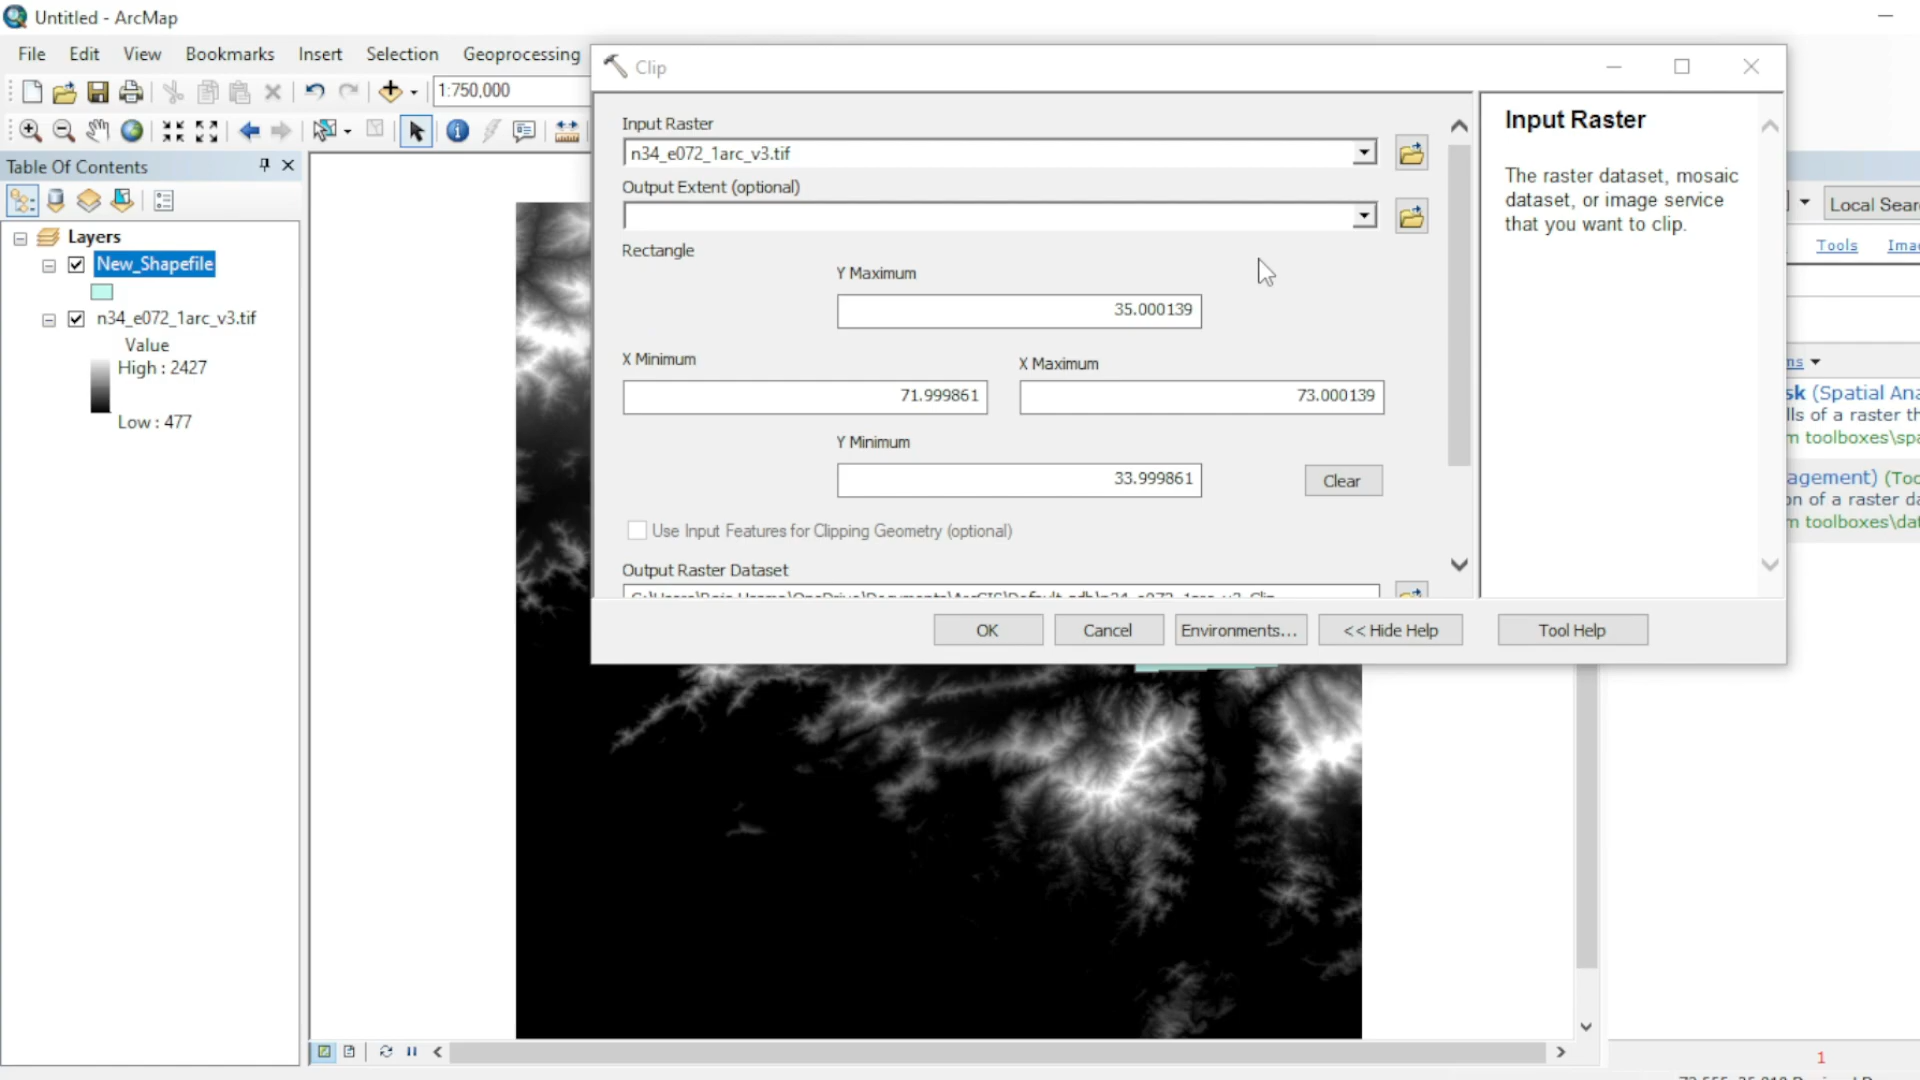 Untitled - ArcMap
File Edit View Bookmarks Insert Selection Geoprocessing
1:750,000
Table Of Contents
Layers
New_Shapefile
n34_e072_1arc_v3.tif
Value
High : 2427
Low : 477
Clip
Input Raster
n34_e072_1arc_v3.tif
Output Extent (optional)
Rectangle
Y Maximum
35.000139
X Minimum
X Maximum
71.999861
73.000139
Y Minimum
33.999861
Clear
Use Input Features for Clipping Geometry (optional)
Output Raster Dataset
OK
Cancel
Environments...
<< Hide Help
Tool Help
Input Raster
The raster dataset, mosaic
dataset, or image service
that you want to clip.
Local Sear
Tools Imag
ns
sk (Spatial Ana
lls of a raster th
m toolboxes\spa
agement) (Too
on of a raster da
m toolboxes\dat
1